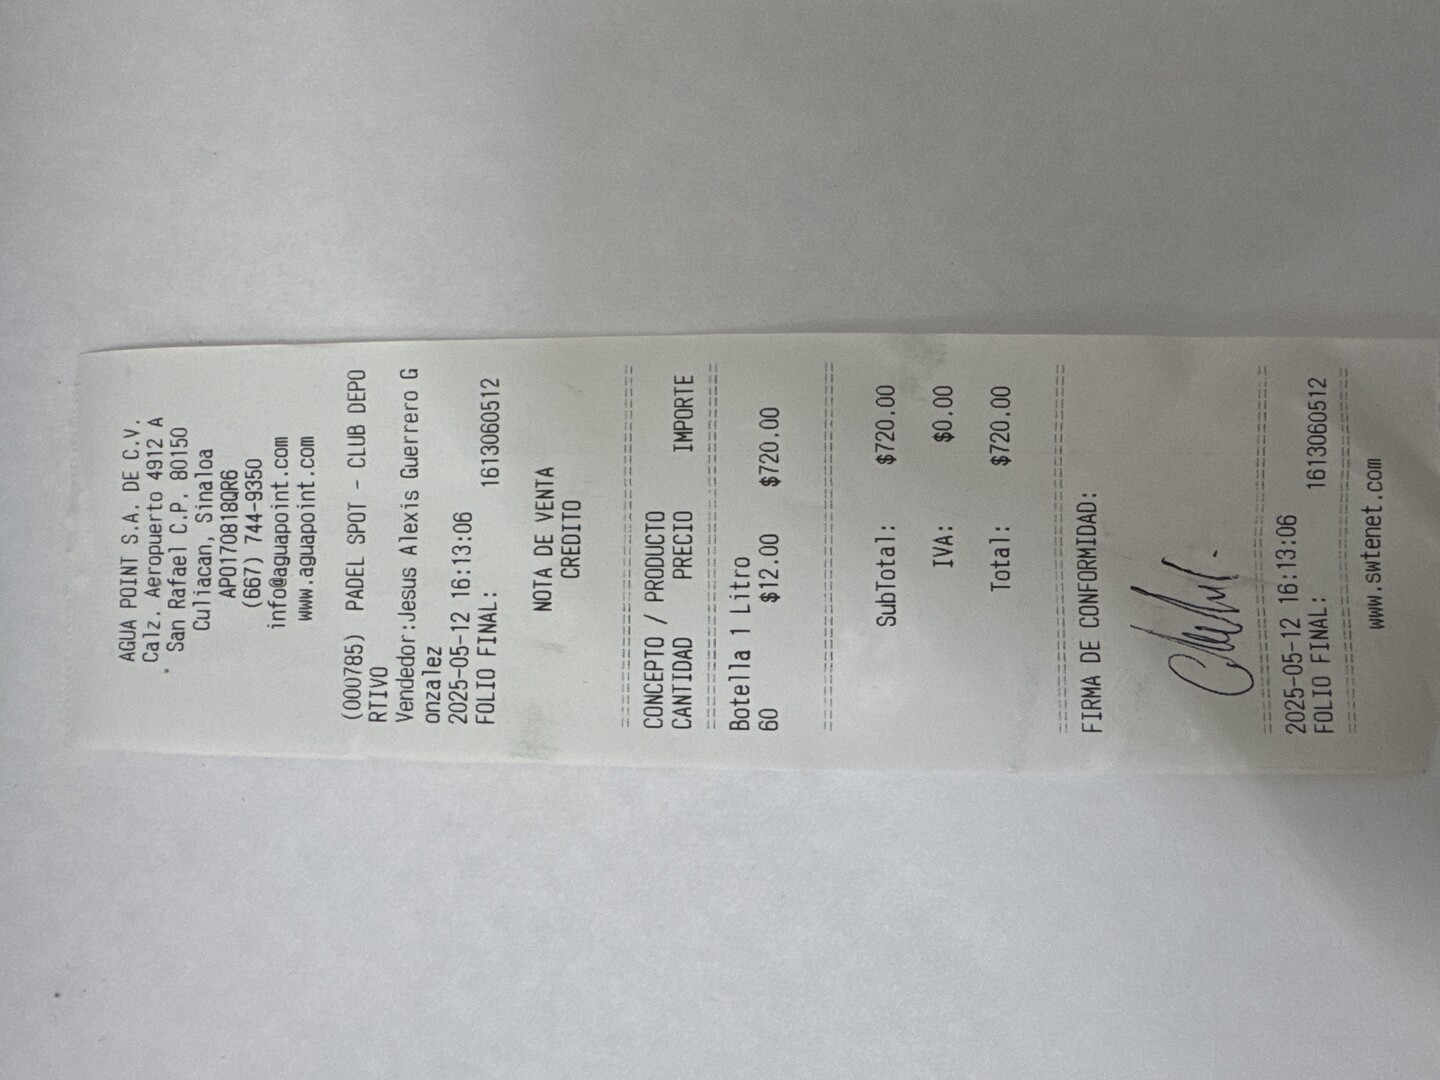 AGUA POINT S.A. DE C.V.
Calz. Aeropuerto 4912 A
San Rafael C.P. 80150
Culiacan, Sinaloa
APO170818QR6
(667) 744-9350
info@aguapoint.com
www.aguapoint.com
(000785) PADEL SPOT - CLUB DEPO
RTIVO
Vendedor:Jesus Alexis Guerrero G
onzalez
2025-05-12 16:13:06
FOLIO FINAL: 1613060512
NOTA DE VENTA
CREDITO
================================
CONCEPTO / PRODUCTO
CANTIDAD PRECIO IMPORTE
================================
Botella 1 Litro
60 $12.00 $720.00
================================
SubTotal: $720.00
IVA: $0.00
Total: $720.00
================================
FIRMA DE CONFORMIDAD:
================================
2025-05-12 16:13:06
FOLIO FINAL: 1613060512
================================
www.swtenet.com